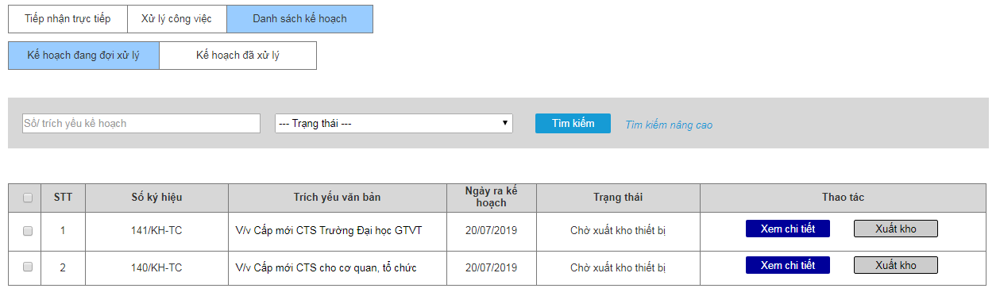 Tiếp nhận trực tiếp Xử lý công việc Danh sách kế hoạch
Kế hoạch đang đợi xử lý Kế hoạch đã xử lý
Số/ trích yếu kế hoạch --- Trạng thái --- Tìm kiếm Tìm kiếm nâng cao
STT Số ký hiệu Trích yếu văn bản Ngày ra kế hoạch Trạng thái Thao tác
1 141/KH-TC V/v Cấp mới CTS Trường Đại học GTVT 20/07/2019 Chờ xuất kho thiết bị Xem chi tiết Xuất kho
2 140/KH-TC V/v Cấp mới CTS cho cơ quan, tổ chức 20/07/2019 Chờ xuất kho thiết bị Xem chi tiết Xuất kho